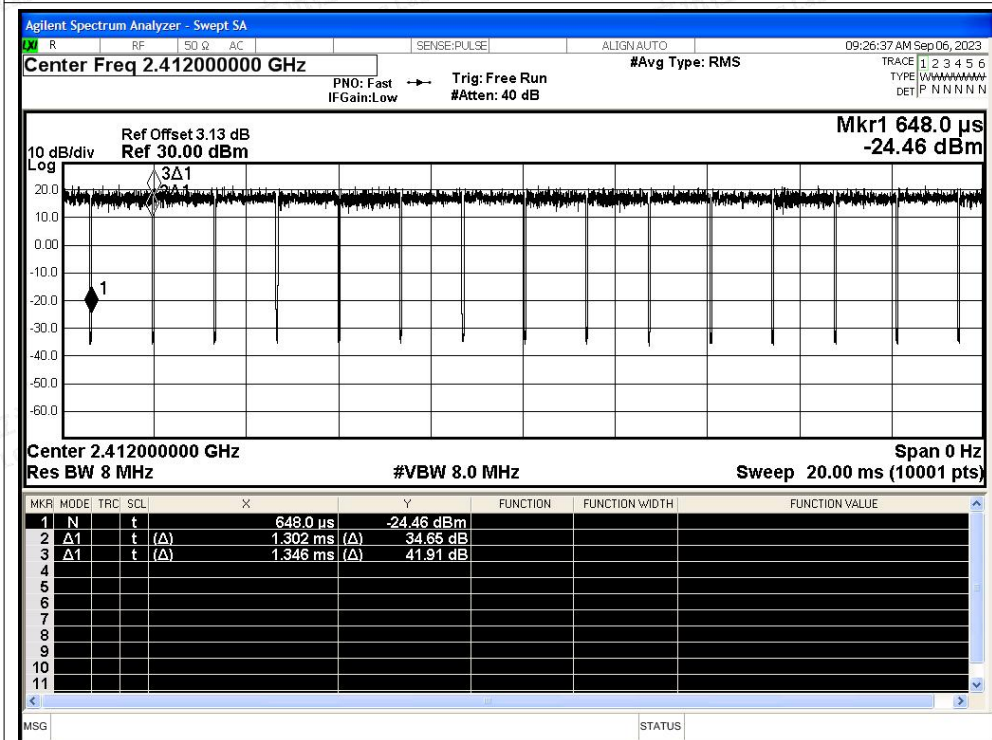 Agilent Spectrum Analyzer - Swept SA
LXI R RF 50 Ω AC SENSE:PULSE ALIGN AUTO 09:26:37 AM Sep 06, 2023
Center Freq 2.412000000 GHz #Avg Type: RMS TRACE 1 2 3 4 5 6
PNO: Fast Trig: Free Run TYPE WWWWWW
IFGain:Low #Atten: 40 dB DET P N N N N N
Mkr1 648.0 µs
Ref Offset 3.13 dB
10 dB/div Ref 30.00 dBm -24.46 dBm
Log
3Δ1
20.0
10.0
0.00
-10.0
1
-20.0
-30.0
-40.0
-50.0
-60.0
Center 2.412000000 GHz Span 0 Hz
Res BW 8 MHz #VBW 8.0 MHz Sweep 20.00 ms (10001 pts)
MKR MODE TRC SCL X Y FUNCTION FUNCTION WIDTH FUNCTION VALUE
1 N t 648.0 µs -24.46 dBm
2 Δ1 t (Δ) 1.302 ms (Δ) 34.65 dB
3 Δ1 t (Δ) 1.346 ms (Δ) 41.91 dB
4
5
6
7
8
9
10
11
MSG STATUS